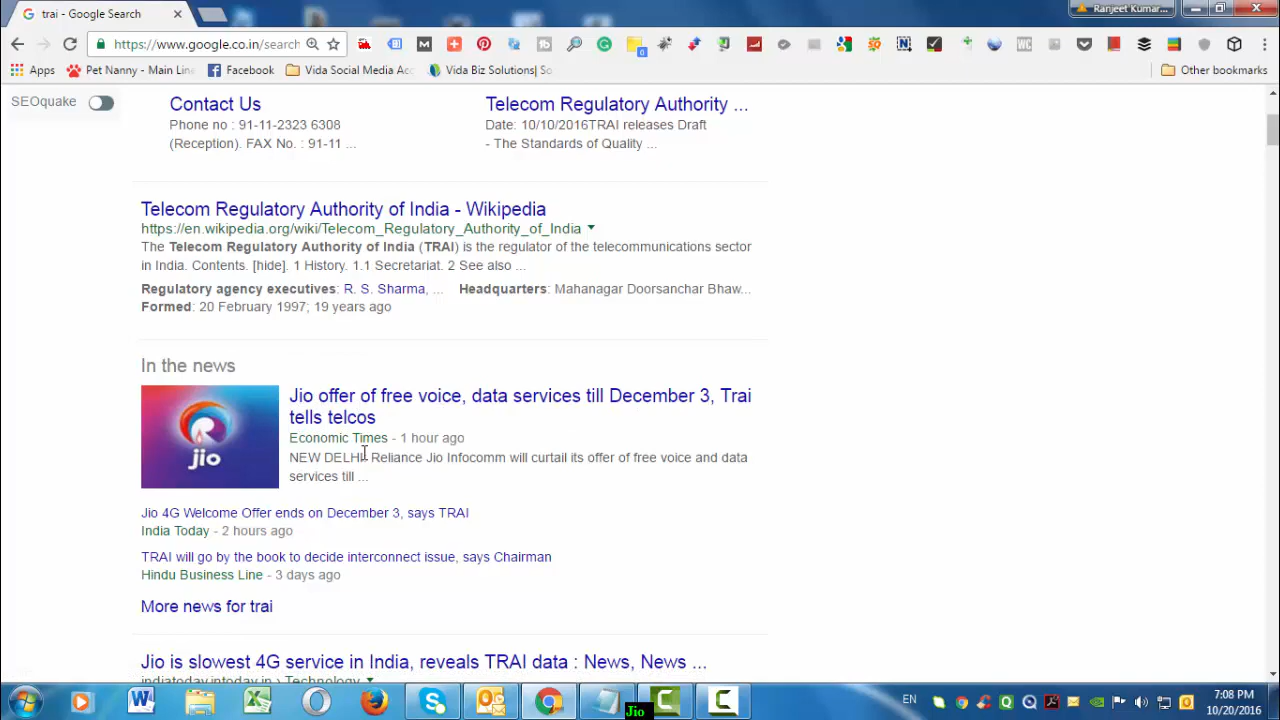 trai - Google Search
Ranjeet Kumar...
https://www.google.co.in/search
Apps
Pet Nanny - Main Line
Facebook
Vida Social Media Acc
Vida Biz Solutions| So
Other bookmarks
SEOquake
Contact Us
Phone no : 91-11-2323 6308
(Reception). FAX No. : 91-11 ...
Telecom Regulatory Authority ...
Date: 10/10/2016TRAI releases Draft
- The Standards of Quality ...
Telecom Regulatory Authority of India - Wikipedia
https://en.wikipedia.org/wiki/Telecom_Regulatory_Authority_of_India
The Telecom Regulatory Authority of India (TRAI) is the regulator of the telecommunications sector
in India. Contents. [hide]. 1 History. 1.1 Secretariat. 2 See also ...
Regulatory agency executives: R. S. Sharma, ... Headquarters: Mahanagar Doorsanchar Bhaw...
Formed: 20 February 1997; 19 years ago
In the news
Jio
Jio offer of free voice, data services till December 3, Trai
tells telcos
Economic Times - 1 hour ago
NEW DELHI: Reliance Jio Infocomm will curtail its offer of free voice and data
services till ...
Jio 4G Welcome Offer ends on December 3, says TRAI
India Today - 2 hours ago
TRAI will go by the book to decide interconnect issue, says Chairman
Hindu Business Line - 3 days ago
More news for trai
Jio is slowest 4G service in India, reveals TRAI data : News, News ...
indiatoday.intoday.in › Technology
Jio
EN
7:08 PM
10/20/2016